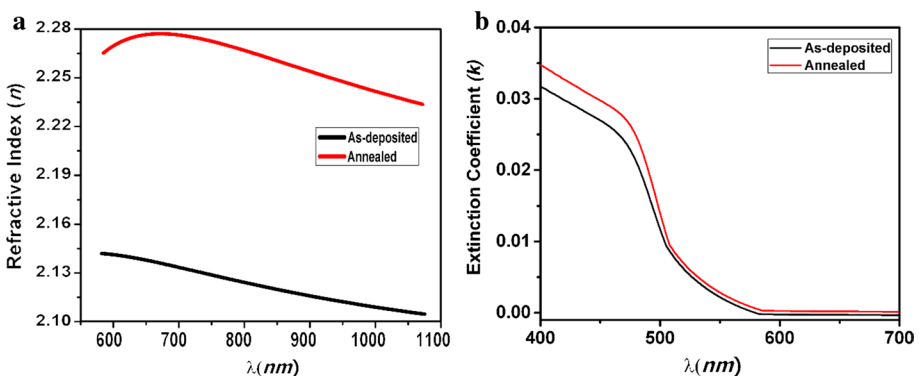 a
Refractive Index (n)
2.28
2.25
2.22
2.19
2.16
2.13
2.10
As-deposited
Annealed
600 700 800 900 1000 1100
λ(nm)
b
Extinction Coefficient (k)
0.04
0.03
0.02
0.01
0.00
As-deposited
Annealed
400 500 600 700
λ(nm)